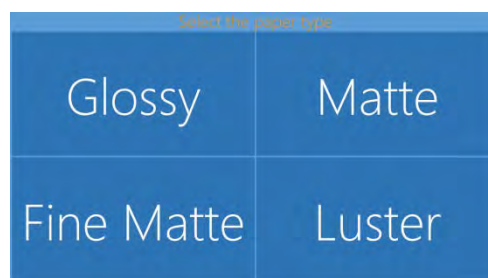 Select the paper type
Glossy
Matte
Fine Matte
Luster